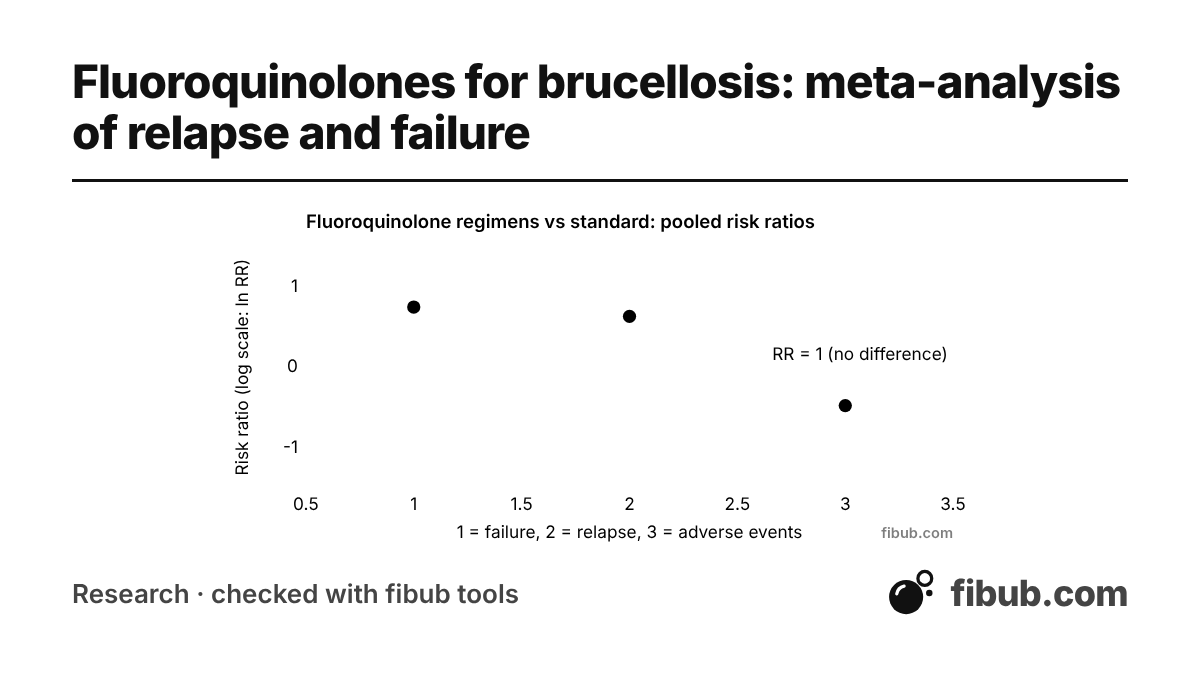 Fluoroquinolones for brucellosis: meta-analysis
of relapse and failure
Fluoroquinolone regimens vs standard: pooled risk ratios
Risk ratio (log scale: ln RR)
1
0
-1
RR = 1 (no difference)
0.5 1 1.5 2 2.5 3 3.5
1 = failure, 2 = relapse, 3 = adverse events
fibub.com
Research · checked with fibub tools
fibub.com